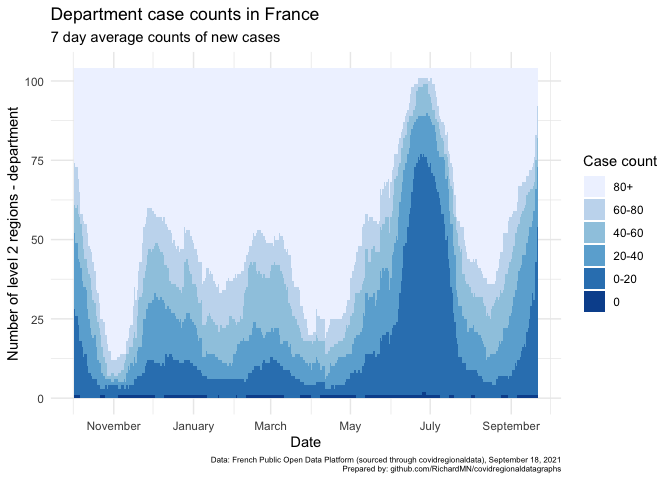 Department case counts in France
7 day average counts of new cases
Number of level 2 regions - department
100
75
50
25
0
November
January
March
May
July
September
Date
Case count
80+
60-80
40-60
20-40
0-20
0
Data: French Public Open Data Platform (sourced through covidregionaldata), September 18, 2021
Prepared by: github.com/RichardMN/covidregionaldatagraphs